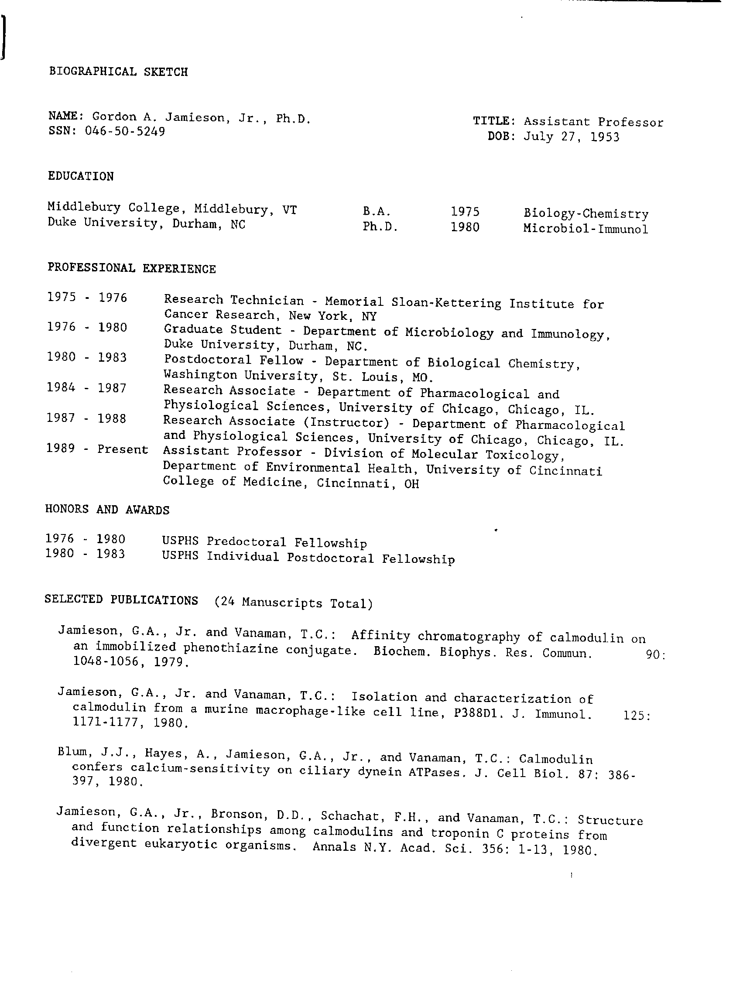 BIOGRAPHICAL SKETCH
NAME: Gordon A. Jamieson, Jr., Ph.D. TITLE: Assistant Professor
SSN: 046-50-5249 DOB: July 27, 1953
EDUCATION
Middlebury College, Middlebury, VT B.A. 1975 Biology-Chemistry
Duke University, Durham, NC Ph.D. 1980 Microbiol-Immunol
PROFESSIONAL EXPERIENCE
1975 - 1976 Research Technician - Memorial Sloan-Kettering Institute for
Cancer Research, New York, NY
1976 - 1980 Graduate Student - Department of Microbiology and Immunology,
Duke University, Durham, NC.
1980 - 1983 Postdoctoral Fellow - Department of Biological Chemistry,
Washington University, St. Louis, MO.
1984 - 1987 Research Associate - Department of Pharmacological and
Physiological Sciences, University of Chicago, Chicago, IL.
1987 - 1988 Research Associate (Instructor) - Department of Pharmacological
and Physiological Sciences, University of Chicago, Chicago, IL.
1989 - Present Assistant Professor - Division of Molecular Toxicology,
Department of Environmental Health, University of Cincinnati
College of Medicine, Cincinnati, OH
HONORS AND AWARDS
1976 - 1980 USPHS Predoctoral Fellowship
1980 - 1983 USPHS Individual Postdoctoral Fellowship
SELECTED PUBLICATIONS (24 Manuscripts Total)
Jamieson, G.A., Jr. and Vanaman, T.C.: Affinity chromatography of calmodulin on
an immobilized phenothiazine conjugate. Biochem. Biophys. Res. Commun. 90:
1048-1056, 1979.
Jamieson, G.A., Jr. and Vanaman, T.C.: Isolation and characterization of
calmodulin from a murine macrophage-like cell line, P388D1. J. Immunol. 125:
1171-1177, 1980.
Blum, J.J., Hayes, A., Jamieson, G.A., Jr., and Vanaman, T.C.: Calmodulin
confers calcium-sensitivity on ciliary dynein ATPases. J. Cell Biol. 87: 386-
397, 1980.
Jamieson, G.A., Jr., Bronson, D.D., Schachat, F.H., and Vanaman, T.C.: Structure
and function relationships among calmodulins and troponin C proteins from
divergent eukaryotic organisms. Annals N.Y. Acad. Sci. 356: 1-13, 1980.